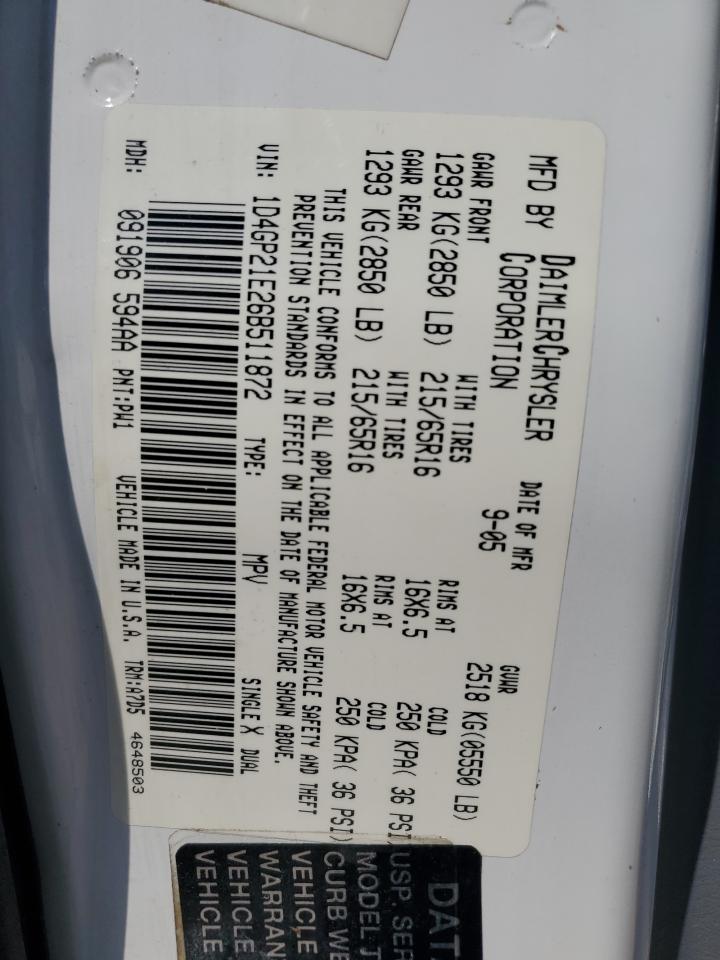 MFD BY DAIMLERCHRYSLER CORPORATION
DATE OF MFR 9-05
GVWR 2518 KG(05550 LB)
GAWR FRONT WITH TIRES RIMS AT COLD
1293 KG(2850 LB) 215/65R16 16X6.5 250 KPA( 36 PSI)
GAWR REAR WITH TIRES RIMS AT COLD
1293 KG(2850 LB) 215/65R16 16X6.5 250 KPA( 36 PSI)
THIS VEHICLE CONFORMS TO ALL APPLICABLE FEDERAL MOTOR VEHICLE SAFETY AND THEFT
PREVENTION STANDARDS IN EFFECT ON THE DATE OF MANUFACTURE SHOWN ABOVE.
VIN: 1D4GP21E26B511872 TYPE: MPV SINGLE X DUAL
MDH: 091906 594AA PNT:PW1 VEHICLE MADE IN U.S.A. TRM:A7D5 4648503
DAT
USP. SER
MODEL
CURB WE
VEHICLE
WARRAN
VEHICLE
VEHICLE